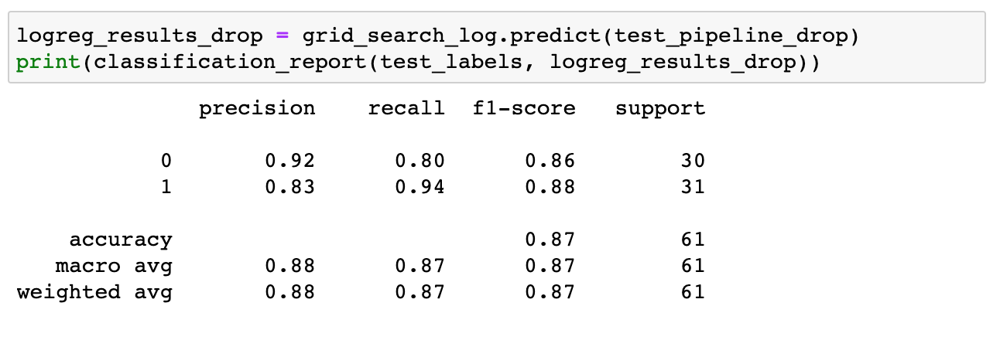 logreg_results_drop = grid_search_log.predict(test_pipeline_drop)
print(classification_report(test_labels, logreg_results_drop))
precision recall f1-score support
0 0.92 0.80 0.86 30
1 0.83 0.94 0.88 31
accuracy 0.87 61
macro avg 0.88 0.87 0.87 61
weighted avg 0.88 0.87 0.87 61